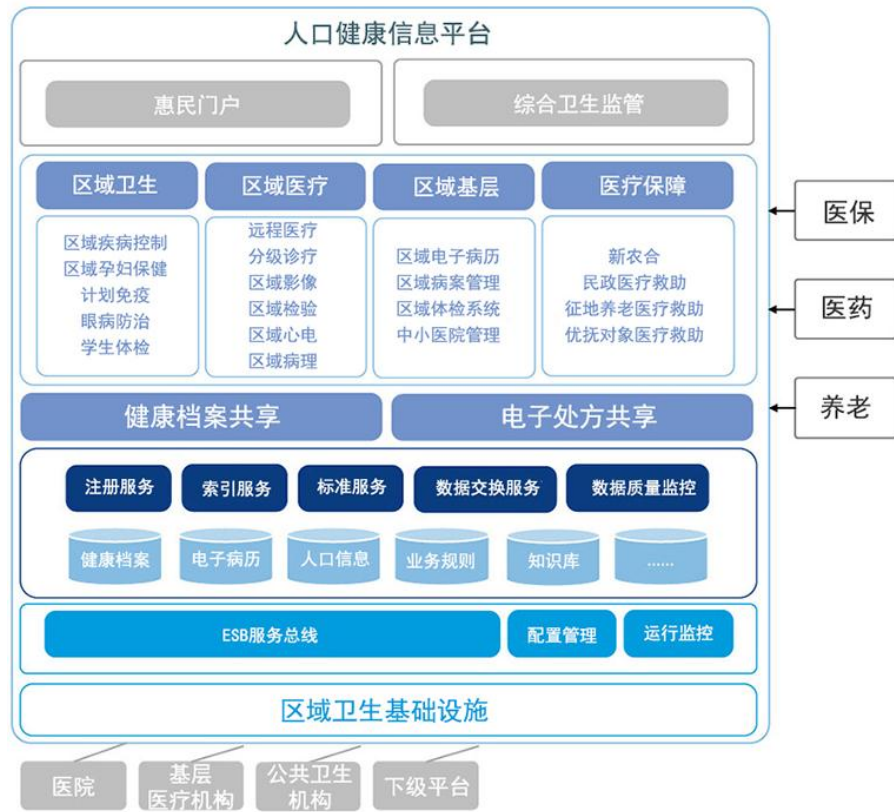 人口健康信息平台
惠民门户
综合卫生监管
区域卫生
区域医疗
区域基层
医疗保障
区域疾病控制
区域孕妇保健
计划免疫
眼病防治
学生体检
远程医疗
分级诊疗
区域影像
区域检验
区域心电
区域病理
区域电子病历
区域病案管理
区域体检系统
中小医院管理
新农合
民政医疗救助
征地养老医疗救助
优抚对象医疗救助
医保
医药
养老
健康档案共享
电子处方共享
注册服务
索引服务
标准服务
数据交换服务
数据质量监控
健康档案
电子病历
人口信息
业务规则
知识库
......
ESB服务总线
配置管理
运行监控
区域卫生基础设施
医院
基层
医疗机构
公共卫生
机构
下级平台